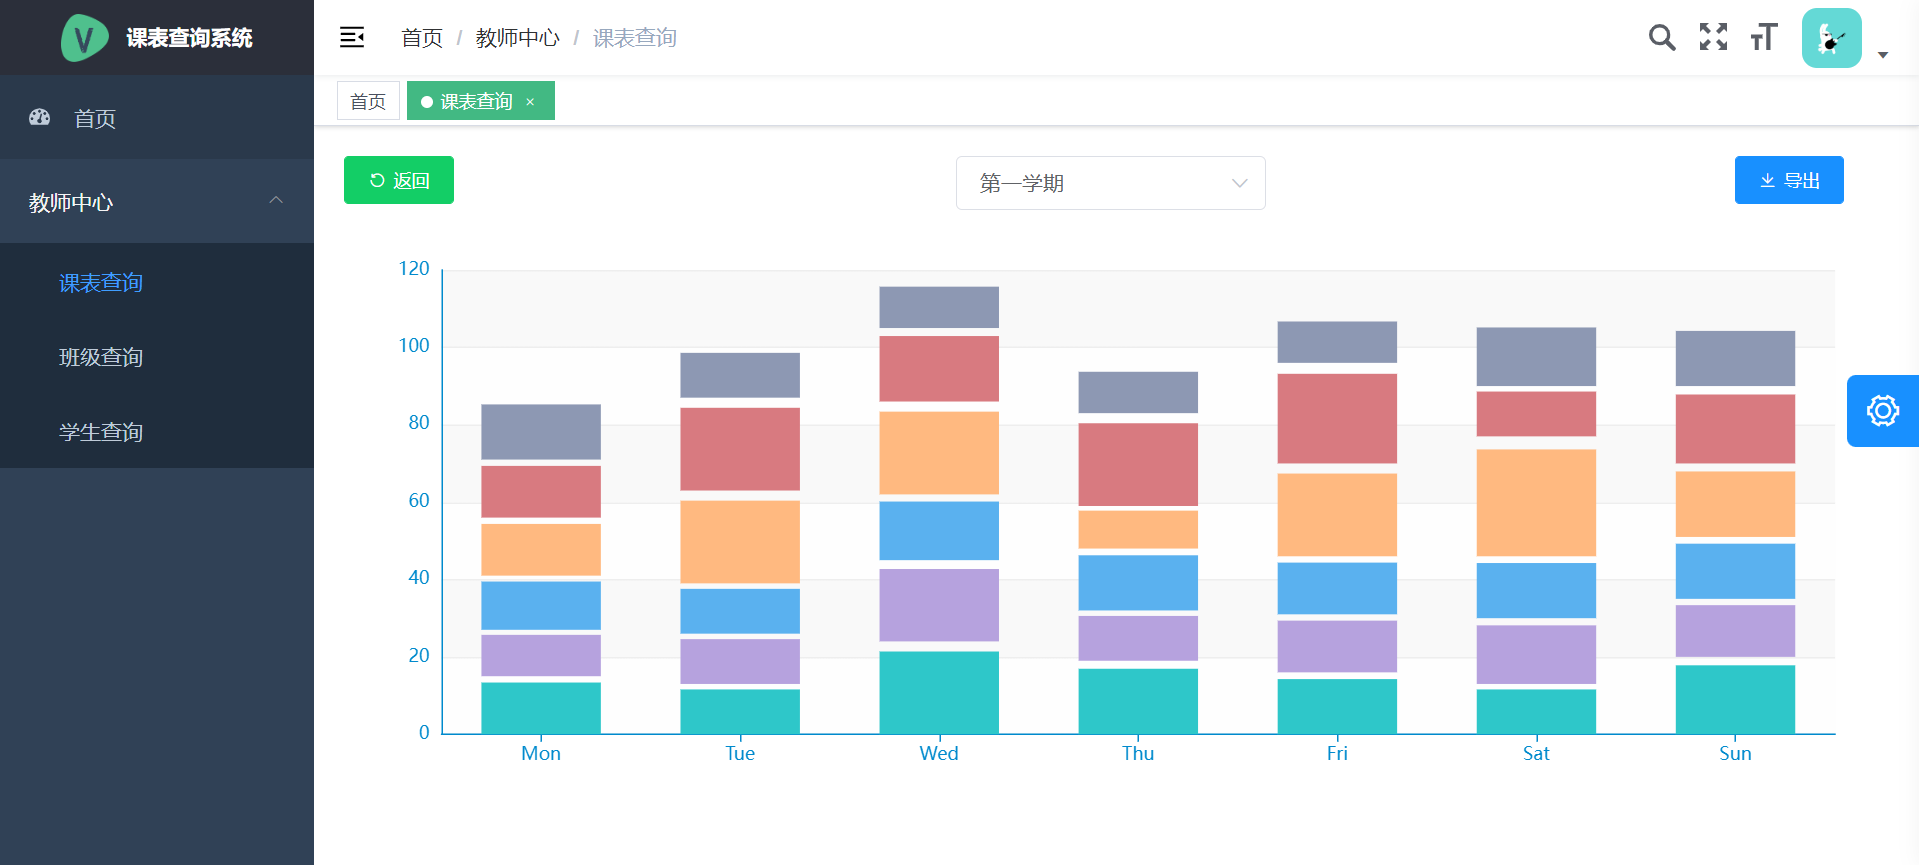 课表查询系统
首页
教师中心
课表查询
班级查询
学生查询
首页 / 教师中心 / 课表查询
首页
课表查询 ×
返回
第一学期
导出
120
100
80
60
40
20
0
Mon Tue Wed Thu Fri Sat Sun